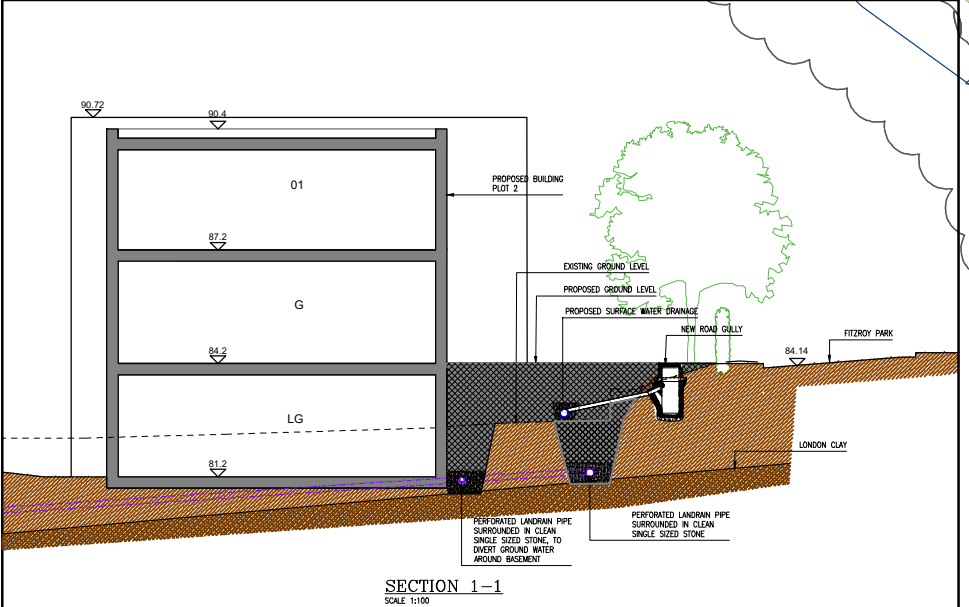 90.72
90.4
01
PROPOSED BUILDING
PLOT 2
87.2
EXISTING GROUND LEVEL
PROPOSED GROUND LEVEL
G
PROPOSED SURFACE WATER DRAINAGE
NEW ROAD GULLY
FITZROY PARK
84.2
84.14
LG
LONDON CLAY
81.2
PERFORATED LANDRAIN PIPE
SURROUNDED IN CLEAN
SINGLE SIZED STONE, TO
DIVERT GROUND WATER
AROUND BASEMENT
PERFORATED LANDRAIN PIPE
SURROUNDED IN CLEAN
SINGLE SIZED STONE
SECTION 1-1
SCALE 1:100